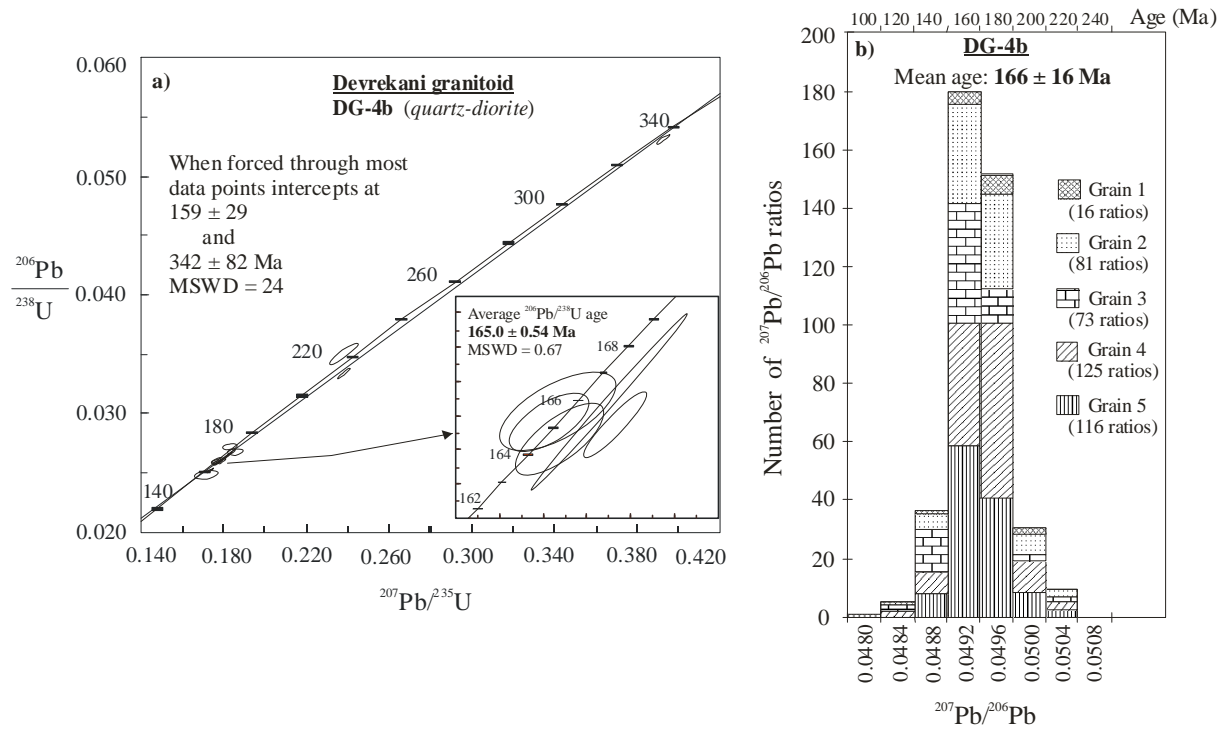 a)
Devrekani granitoid
DG-4b (quartz-diorite)
When forced through most
data points intercepts at
159 ± 29
and
342 ± 82 Ma
MSWD = 24
0.060
0.050
0.040
0.030
0.020
²⁰⁶Pb
²³⁸U
140
180
220
260
300
340
Average ²⁰⁶Pb/²³⁸U age
165.0 ± 0.54 Ma
MSWD = 0.67
168
166
164
162
0.140 0.180 0.220 0.260 0.300 0.340 0.380 0.420
²⁰⁷Pb/²³⁵U
100 120 140 160 180 200 220 240 Age (Ma)
b)
DG-4b
Mean age: 166 ± 16 Ma
200
180
160
140
120
100
80
60
40
20
0
Number of ²⁰⁷Pb/²⁰⁶Pb ratios
Grain 1
(16 ratios)
Grain 2
(81 ratios)
Grain 3
(73 ratios)
Grain 4
(125 ratios)
Grain 5
(116 ratios)
0.0480 0.0484 0.0488 0.0492 0.0496 0.0500 0.0504 0.0508
²⁰⁷Pb/²⁰⁶Pb